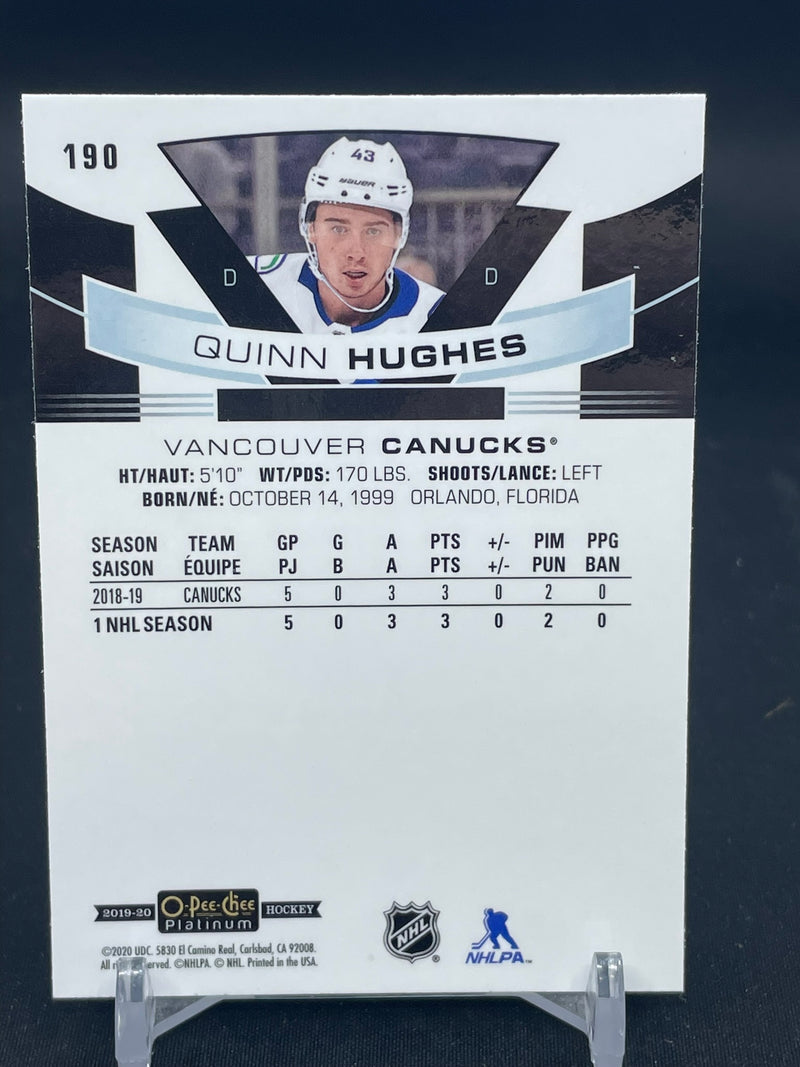 190
43
BAUER
D D
QUINN HUGHES
VANCOUVER CANUCKS®
HT/HAUT: 5'10" WT/PDS: 170 LBS. SHOOTS/LANCE: LEFT
BORN/NÉ: OCTOBER 14, 1999 ORLANDO, FLORIDA
SEASON TEAM GP G A PTS +/- PIM PPG
SAISON ÉQUIPE PJ B A PTS +/- PUN BAN
2018-19 CANUCKS 5 0 3 3 0 2 0
1 NHL SEASON 5 0 3 3 0 2 0
2019-20 O-Pee-Chee Platinum HOCKEY
NHL ®
NHLPA™
©2020 UDC. 5830 El Camino Real, Carlsbad, CA 92008.
All erved. ©NHLPA. © NHL. Printed in the USA.